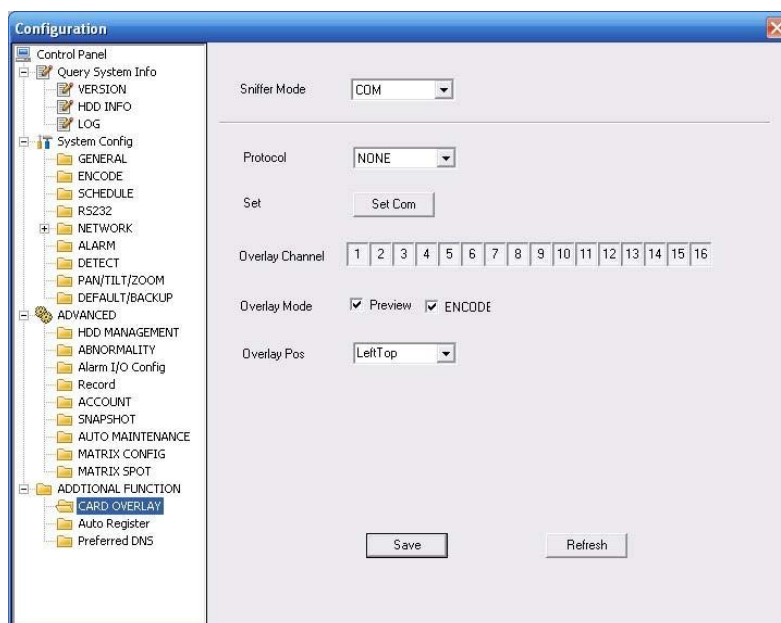 Configuration
Control Panel
Query System Info
VERSION
HDD INFO
LOG
System Config
GENERAL
ENCODE
SCHEDULE
RS232
NETWORK
ALARM
DETECT
PAN/TILT/ZOOM
DEFAULT/BACKUP
ADVANCED
HDD MANAGEMENT
ABNORMALITY
Alarm I/O Config
Record
ACCOUNT
SNAPSHOT
AUTO MAINTENANCE
MATRIX CONFIG
MATRIX SPOT
ADDTIONAL FUNCTION
CARD OVERLAY
Auto Register
Preferred DNS
Sniffer Mode COM
Protocol NONE
Set Set Com
Overlay Channel 1 2 3 4 5 6 7 8 9 10 11 12 13 14 15 16
Overlay Mode Preview ENCODE
Overlay Pos LeftTop
Save Refresh